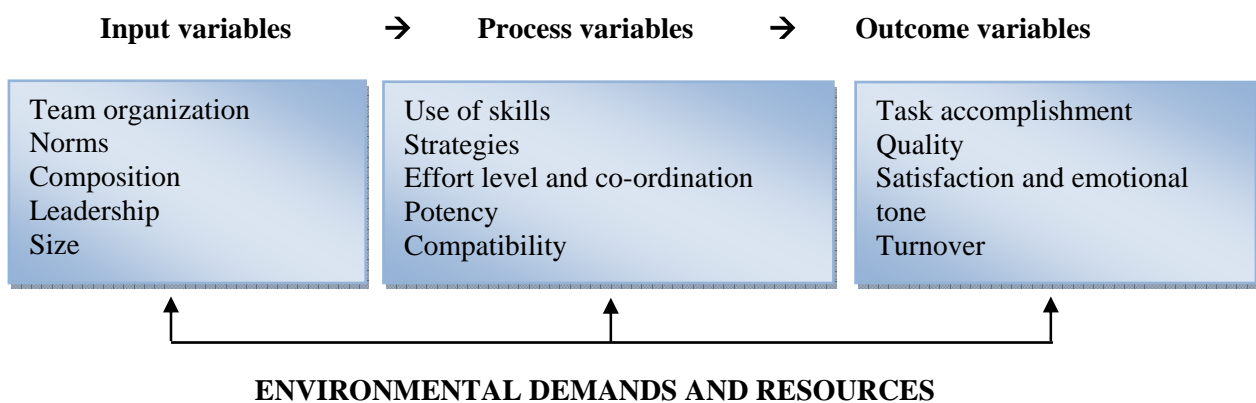 Input variables → Process variables → Outcome variables
Team organization
Norms
Composition
Leadership
Size
Use of skills
Strategies
Effort level and co-ordination
Potency
Compatibility
Task accomplishment
Quality
Satisfaction and emotional
tone
Turnover
ENVIRONMENTAL DEMANDS AND RESOURCES